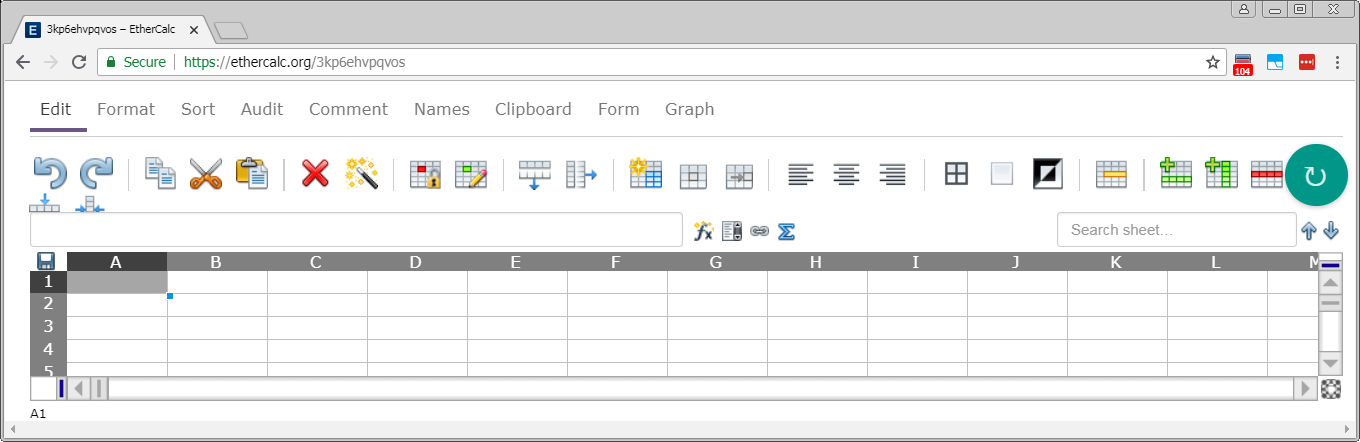 E 3kp6ehvpqvos – EtherCalc
Secure https://ethercalc.org/3kp6ehvpqvos
104
Edit Format Sort Audit Comment Names Clipboard Form Graph
fx Σ Search sheet...
A B C D E F G H I J K L M
1
2
3
4
5
A1